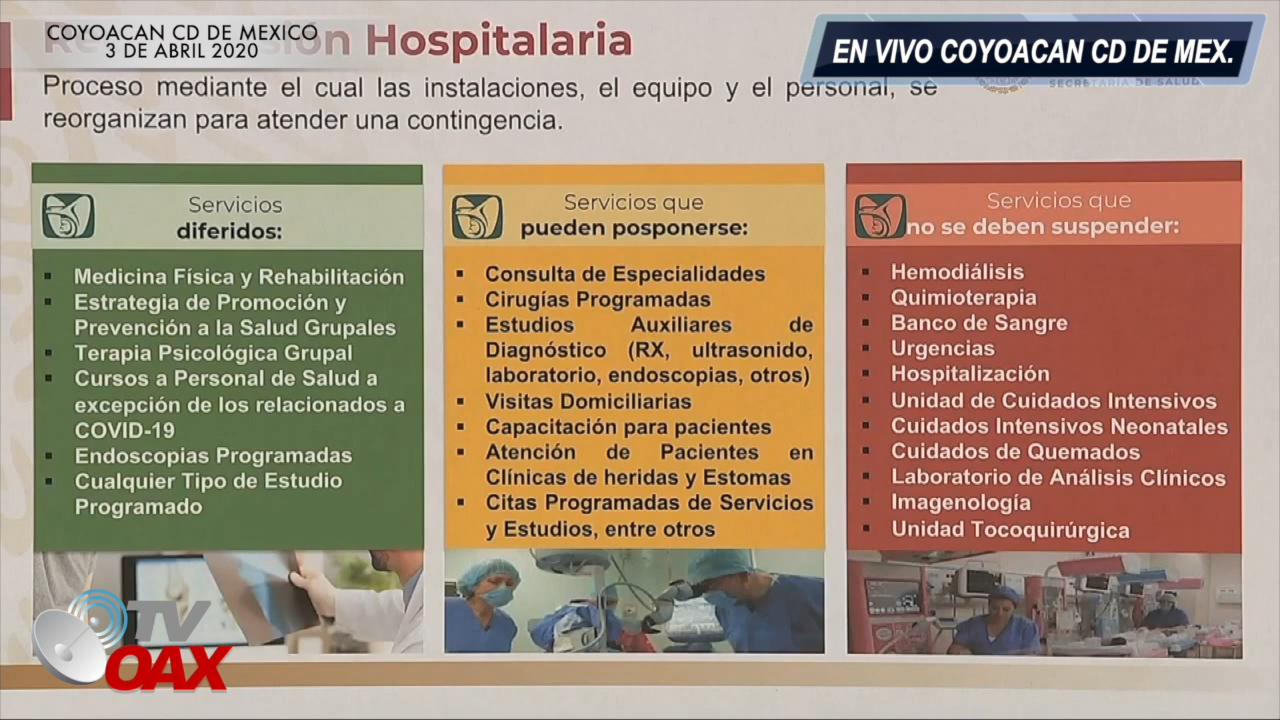 COYOACAN CD DE MEXICO
3 DE ABRIL 2020
EN VIVO COYOACAN CD DE MEX.
Hospitalaria
SECRETARÍA DE SALUD
Proceso mediante el cual las instalaciones, el equipo y el personal, se
reorganizan para atender una contingencia.
Servicios
diferidos:
▪ Medicina Física y Rehabilitación
▪ Estrategia de Promoción y
Prevención a la Salud Grupales
▪ Terapia Psicológica Grupal
▪ Cursos a Personal de Salud a
excepción de los relacionados a
COVID-19
▪ Endoscopias Programadas
▪ Cualquier Tipo de Estudio
Programado
Servicios que
pueden posponerse:
▪ Consulta de Especialidades
▪ Cirugías Programadas
▪ Estudios Auxiliares de
Diagnóstico (RX, ultrasonido,
laboratorio, endoscopias, otros)
▪ Visitas Domiciliarias
▪ Capacitación para pacientes
▪ Atención de Pacientes en
Clínicas de heridas y Estomas
▪ Citas Programadas de Servicios
y Estudios, entre otros
Servicios que
no se deben suspender:
▪ Hemodiálisis
▪ Quimioterapia
▪ Banco de Sangre
▪ Urgencias
▪ Hospitalización
▪ Unidad de Cuidados Intensivos
▪ Cuidados Intensivos Neonatales
▪ Cuidados de Quemados
▪ Laboratorio de Análisis Clínicos
▪ Imagenología
▪ Unidad Tocoquirúrgica
TV
OAX